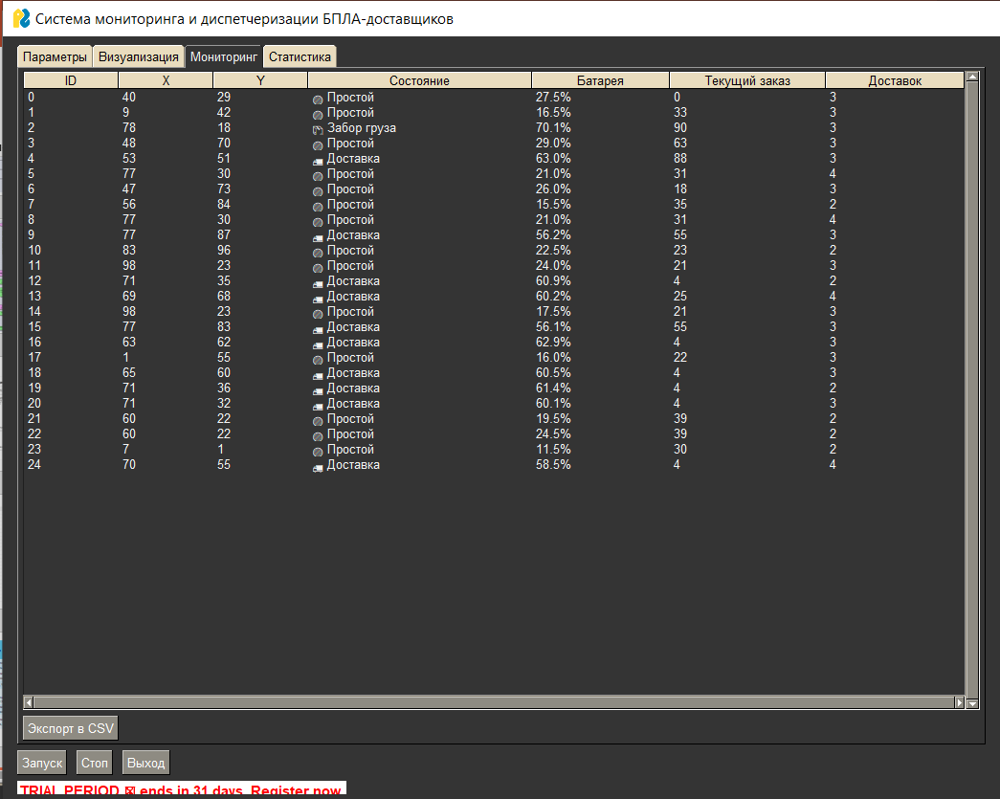 Система мониторинга и диспетчеризации БПЛА-доставщиков
Параметры Визуализация Мониторинг Статистика
ID X Y Состояние Батарея Текущий заказ Доставок
0 40 29 Простой 27.5% 0 3
1 9 42 Простой 16.5% 33 3
2 78 18 Забор груза 70.1% 90 3
3 48 70 Простой 29.0% 63 3
4 53 51 Доставка 63.0% 88 3
5 77 30 Простой 21.0% 31 4
6 47 73 Простой 26.0% 18 3
7 56 84 Простой 15.5% 35 2
8 77 30 Простой 21.0% 31 4
9 77 87 Доставка 56.2% 55 3
10 83 96 Простой 22.5% 23 2
11 98 23 Простой 24.0% 21 3
12 71 35 Доставка 60.9% 4 2
13 69 68 Доставка 60.2% 25 4
14 98 23 Простой 17.5% 21 3
15 77 83 Доставка 56.1% 55 3
16 63 62 Доставка 62.9% 4 3
17 1 55 Простой 16.0% 22 3
18 65 60 Доставка 60.5% 4 3
19 71 36 Доставка 61.4% 4 2
20 71 32 Доставка 60.1% 4 3
21 60 22 Простой 19.5% 39 2
22 60 22 Простой 24.5% 39 2
23 7 1 Простой 11.5% 30 2
24 70 55 Доставка 58.5% 4 4
Экспорт в CSV
Запуск Стоп Выход
TRIAL PERIOD ends in 31 days. Register now.